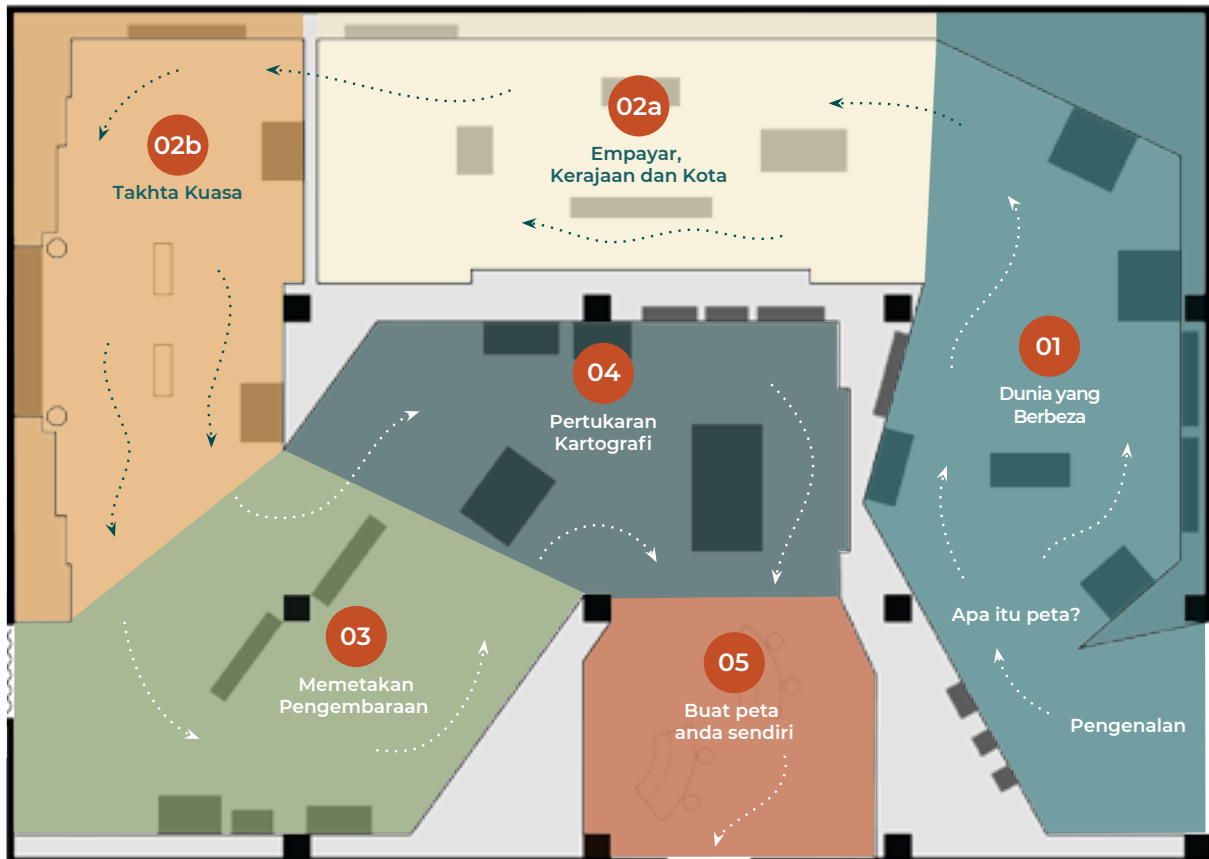 02a
Empayar,
Kerajaan dan Kota
02b
Takhta Kuasa
01
Dunia yang
Berbeza
04
Pertukaran
Kartografi
Apa itu peta?
03
Memetakan
Pengembaraan
05
Buat peta
anda sendiri
Pengenalan